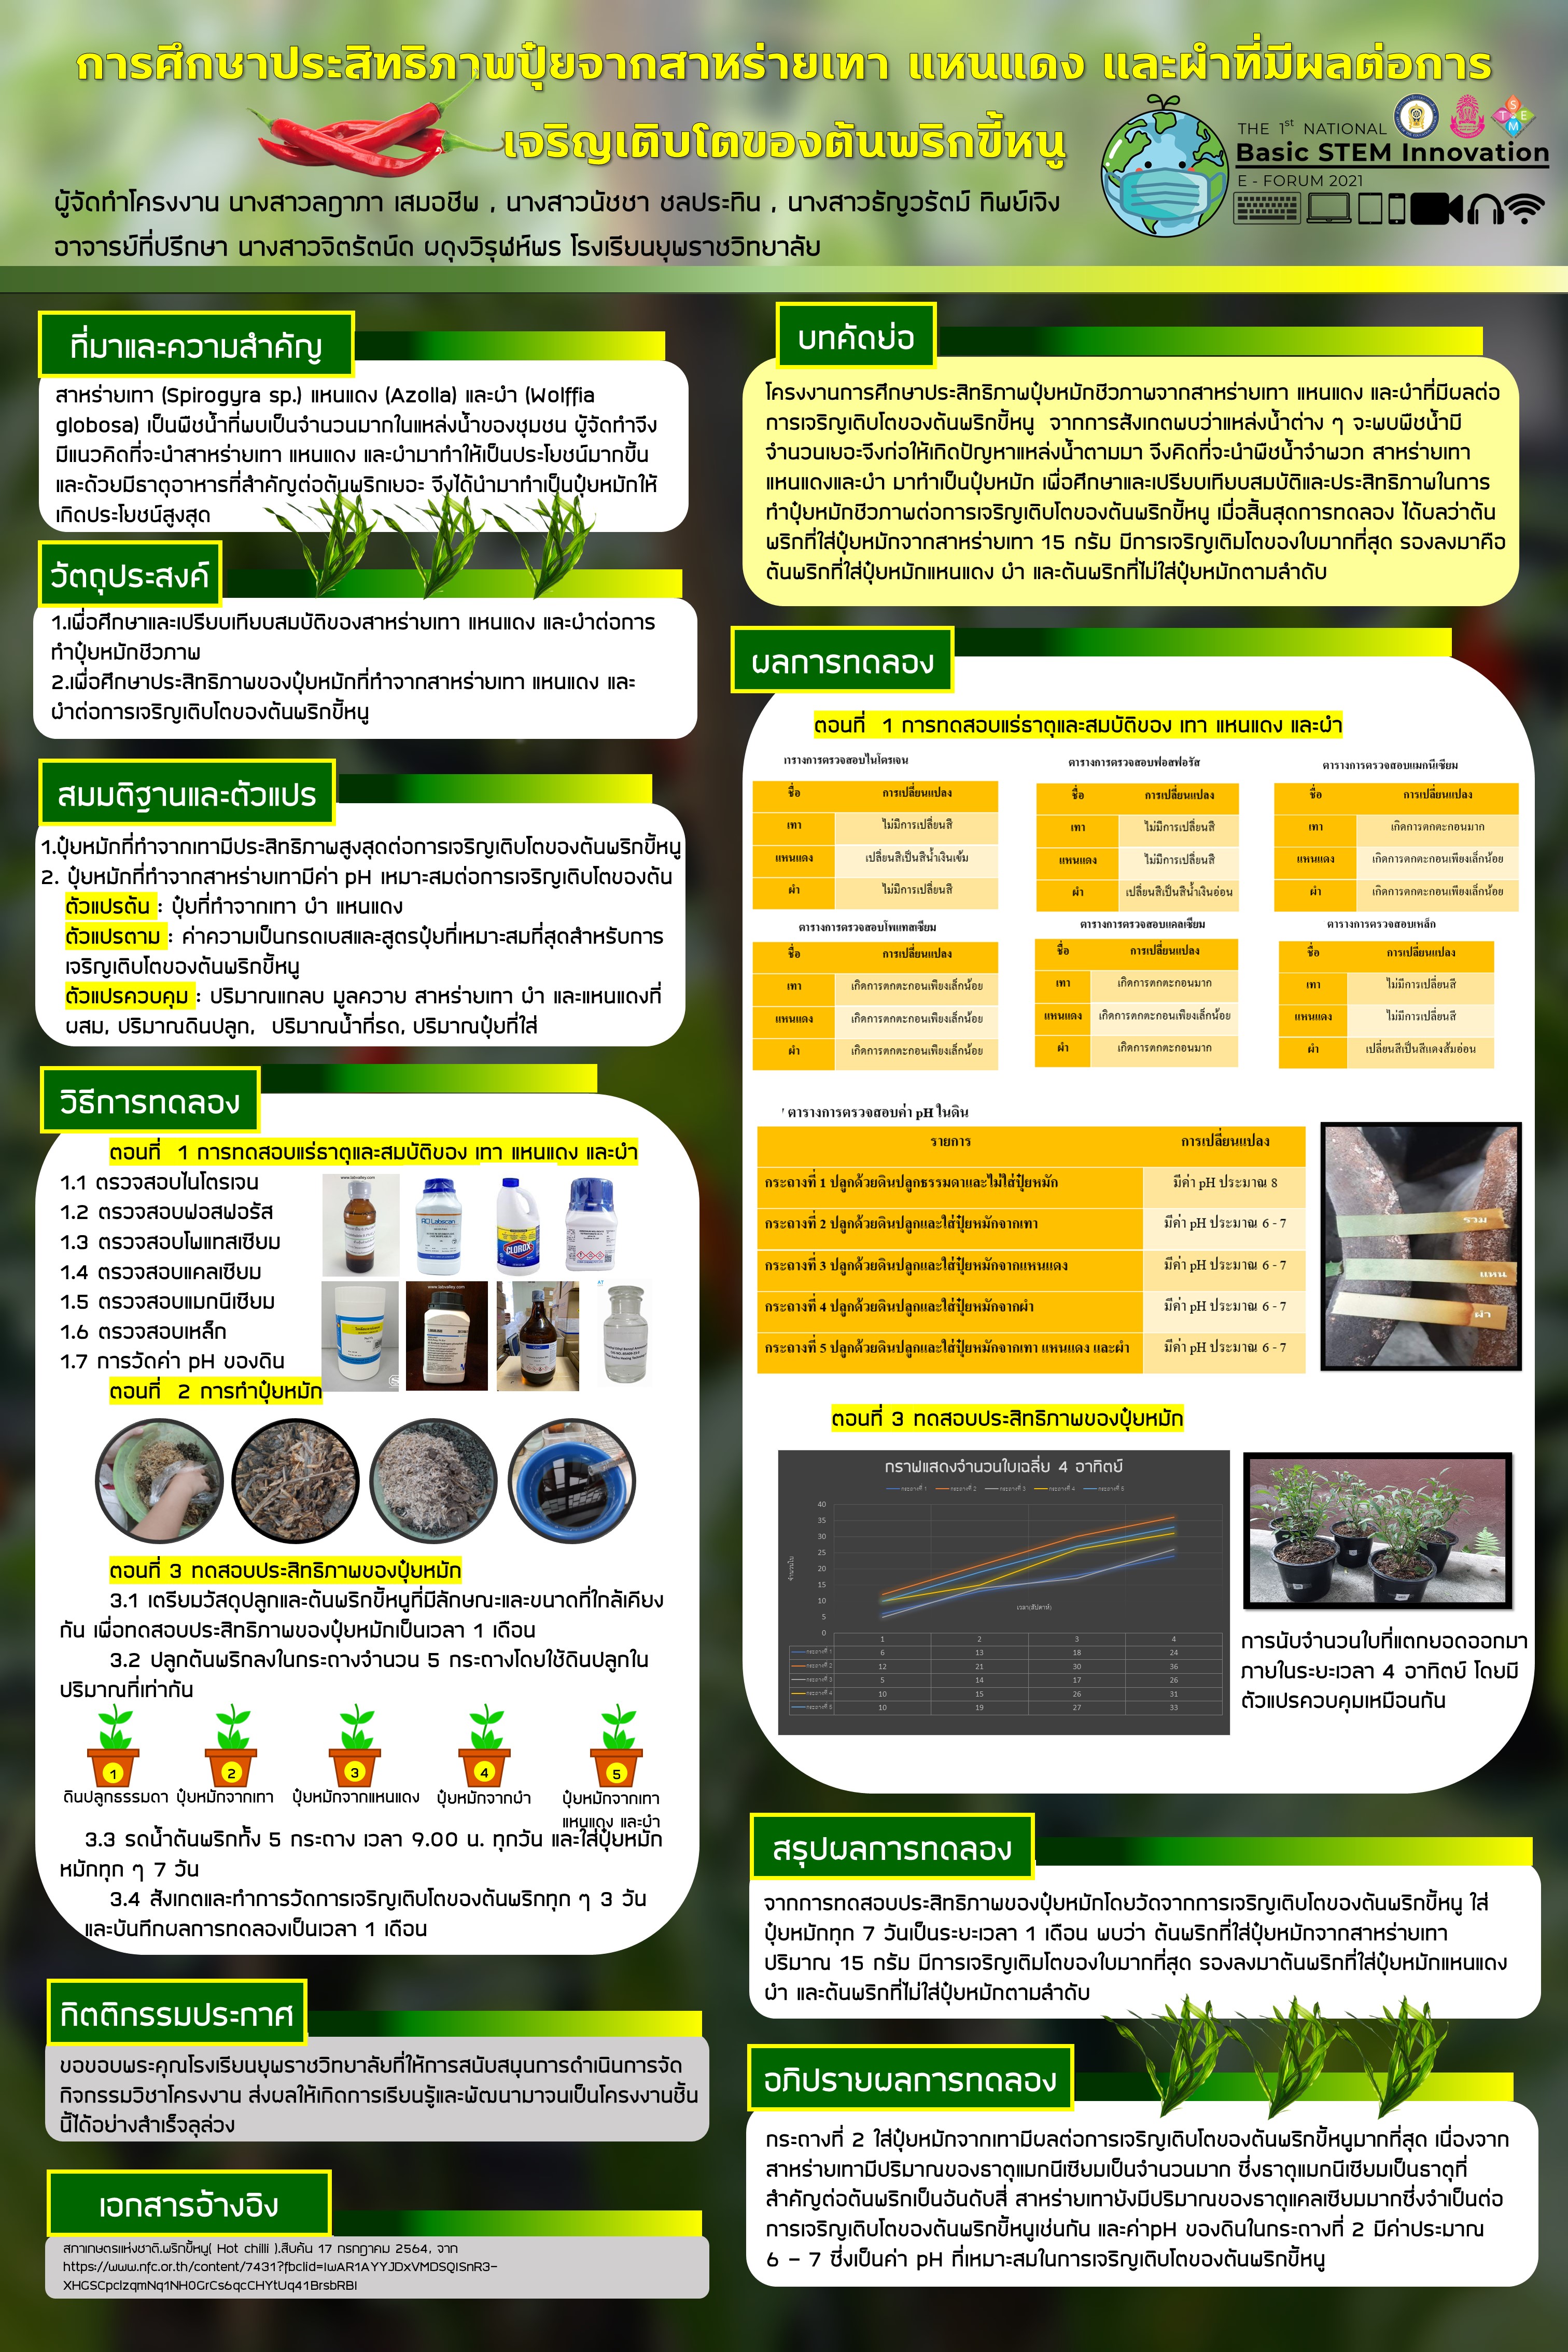 การศึกษาประสิทธิภาพปุ๋ยจากสาหร่ายเทา แหนแดง และผำที่มีผลต่อการ
เจริญเติบโตของต้นพริกขี้หนู
ผู้จัดทำโครงงาน นางสาวลฎาภา เสมอชีพ , นางสาวนัชชา ชลประทิน , นางสาวธัญวรัตม์ ทิพย์เจิง
อาจารย์ที่ปรึกษา นางสาวจิตรัตน์ด ผดุงวิรุฬห์พร โรงเรียนยุพราชวิทยาลัย
THE 1st NATIONAL
Basic STEM Innovation
E - FORUM 2021
S T E M
ที่มาและความสำคัญ
สาหร่ายเทา (Spirogyra sp.) แหนแดง (Azolla) และผำ (Wolffia
globosa) เป็นพืชน้ำที่พบเป็นจำนวนมากในแหล่งน้ำของชุมชน ผู้จัดทำจึง
มีแนวคิดที่จะนำสาหร่ายเทา แหนแดง และผำมาทำให้เป็นประโยชน์มากขึ้น
และด้วยมีธาตุอาหารที่สำคัญต่อต้นพริกเยอะ จึงได้นำมาทำเป็นปุ๋ยหมักให้
เกิดประโยชน์สูงสุด
วัตถุประสงค์
1.เพื่อศึกษาและเปรียบเทียบสมบัติของสาหร่ายเทา แหนแดง และผำต่อการ
ทำปุ๋ยหมักชีวภาพ
2.เพื่อศึกษาประสิทธิภาพของปุ๋ยหมักที่ทำจากสาหร่ายเทา แหนแดง และ
ผำต่อการเจริญเติบโตของต้นพริกขี้หนู
สมมติฐานและตัวแปร
1.ปุ๋ยหมักที่ทำจากเทามีประสิทธิภาพสูงสุดต่อการเจริญเติบโตของต้นพริกขี้หนู
2. ปุ๋ยหมักที่ทำจากสาหร่ายเทามีค่า pH เหมาะสมต่อการเจริญเติบโตของต้น
ตัวแปรต้น : ปุ๋ยที่ทำจากเทา ผำ แหนแดง
ตัวแปรตาม : ค่าความเป็นกรดเบสและสูตรปุ๋ยที่เหมาะสมที่สุดสำหรับการ
เจริญเติบโตของต้นพริกขี้หนู
ตัวแปรควบคุม : ปริมาณแกลบ มูลควาย สาหร่ายเทา ผำ และแหนแดงที่
ผสม, ปริมาณดินปลูก, ปริมาณน้ำที่รด, ปริมาณปุ๋ยที่ใส่
วิธีการทดลอง
ตอนที่ 1 การทดสอบแร่ธาตุและสมบัติของ เทา แหนแดง และผำ
1.1 ตรวจสอบไนโตรเจน
1.2 ตรวจสอบฟอสฟอรัส
1.3 ตรวจสอบโพแทสเซียม
1.4 ตรวจสอบแคลเซียม
1.5 ตรวจสอบแมกนีเซียม
1.6 ตรวจสอบเหล็ก
1.7 การวัดค่า pH ของดิน
www.labvalley.com
RCI Labscan
CLOROX
www.labvalley.com
ตอนที่ 2 การทำปุ๋ยหมัก
ตอนที่ 3 ทดสอบประสิทธิภาพของปุ๋ยหมัก
3.1 เตรียมวัสดุปลูกและต้นพริกขี้หนูที่มีลักษณะและขนาดที่ใกล้เคียง
กัน เพื่อทดสอบประสิทธิภาพของปุ๋ยหมักเป็นเวลา 1 เดือน
3.2 ปลูกต้นพริกลงในกระถางจำนวน 5 กระถางโดยใช้ดินปลูกใน
ปริมาณที่เท่ากัน
1 2 3 4 5
ดินปลูกธรรมดา ปุ๋ยหมักจากเทา ปุ๋ยหมักจากแหนแดง ปุ๋ยหมักจากผำ ปุ๋ยหมักจากเทา
แหนแดง และผำ
3.3 รดน้ำต้นพริกทั้ง 5 กระถาง เวลา 9.00 น. ทุกวัน และใส่ปุ๋ยหมัก
หมักทุก ๆ 7 วัน
3.4 สังเกตและทำการวัดการเจริญเติบโตของต้นพริกทุก ๆ 3 วัน
และบันทึกผลการทดลองเป็นเวลา 1 เดือน
กิตติกรรมประกาศ
ขอขอบพระคุณโรงเรียนยุพราชวิทยาลัยที่ให้การสนับสนุนการดำเนินการจัด
กิจกรรมวิชาโครงงาน ส่งผลให้เกิดการเรียนรู้และพัฒนามาจนเป็นโครงงานชิ้น
นี้ได้อย่างสำเร็จลุล่วง
เอกสารอ้างอิง
สภาเกษตรแห่งชาติ.พริกขี้หนู( Hot chilli ).สืบค้น 17 กรกฎาคม 2564, จาก
https://www.nfc.or.th/content/7431?fbclid=IwAR1AYYJDxVMDSQISnR3-
XHGSCpclzqmNq1NH0GrCs6qcCHYtUq41BrsbRBI
บทคัดย่อ
โครงงานการศึกษาประสิทธิภาพปุ๋ยหมักชีวภาพจากสาหร่ายเทา แหนแดง และผำที่มีผลต่อ
การเจริญเติบโตของต้นพริกขี้หนู จากการสังเกตพบว่าแหล่งน้ำต่าง ๆ จะพบพืชน้ำมี
จำนวนเยอะจึงก่อให้เกิดปัญหาแหล่งน้ำตามมา จึงคิดที่จะนำพืชน้ำจำพวก สาหร่ายเทา
แหนแดงและผำ มาทำเป็นปุ๋ยหมัก เพื่อศึกษาและเปรียบเทียบสมบัติและประสิทธิภาพในการ
ทำปุ๋ยหมักชีวภาพต่อการเจริญเติบโตของต้นพริกขี้หนู เมื่อสิ้นสุดการทดลอง ได้ผลว่าต้น
พริกที่ใส่ปุ๋ยหมักจากสาหร่ายเทา 15 กรัม มีการเจริญเติมโตของใบมากที่สุด รองลงมาคือ
ต้นพริกที่ใส่ปุ๋ยหมักแหนแดง ผำ และต้นพริกที่ไม่ใส่ปุ๋ยหมักตามลำดับ
ผลการทดลอง
ตอนที่ 1 การทดสอบแร่ธาตุและสมบัติของ เทา แหนแดง และผำ
ารางการตรวจสอบไนโตรเจน
ชื่อ การเปลี่ยนแปลง
เทา ไม่มีการเปลี่ยนสี
แหนแดง เปลี่ยนสีเป็นสีน้ำเงินเข้ม
ผำ ไม่มีการเปลี่ยนสี
ตารางการตรวจสอบฟอสฟอรัส
ชื่อ การเปลี่ยนแปลง
เทา ไม่มีการเปลี่ยนสี
แหนแดง ไม่มีการเปลี่ยนสี
ผำ เปลี่ยนสีเป็นสีน้ำเงินอ่อน
ตารางการตรวจสอบแมกนีเซียม
ชื่อ การเปลี่ยนแปลง
เทา เกิดการตกตะกอนมาก
แหนแดง เกิดการตกตะกอนเพียงเล็กน้อย
ผำ เกิดการตกตะกอนเพียงเล็กน้อย
ตารางการตรวจสอบโพแทสเซียม
ชื่อ การเปลี่ยนแปลง
เทา เกิดการตกตะกอนเพียงเล็กน้อย
แหนแดง เกิดการตกตะกอนเพียงเล็กน้อย
ผำ เกิดการตกตะกอนเพียงเล็กน้อย
ตารางการตรวจสอบแคลเซียม
ชื่อ การเปลี่ยนแปลง
เทา เกิดการตกตะกอนมาก
แหนแดง เกิดการตกตะกอนเพียงเล็กน้อย
ผำ เกิดการตกตะกอนมาก
ตารางการตรวจสอบเหล็ก
ชื่อ การเปลี่ยนแปลง
เทา ไม่มีการเปลี่ยนสี
แหนแดง ไม่มีการเปลี่ยนสี
ผำ เปลี่ยนสีเป็นสีแดงส้มอ่อน
ตารางการตรวจสอบค่า pH ในดิน
รายการ การเปลี่ยนแปลง
กระถางที่ 1 ปลูกด้วยดินปลูกธรรมดาและไม่ใส่ปุ๋ยหมัก มีค่า pH ประมาณ 8
กระถางที่ 2 ปลูกด้วยดินปลูกและใส่ปุ๋ยหมักจากเทา มีค่า pH ประมาณ 6 - 7
กระถางที่ 3 ปลูกด้วยดินปลูกและใส่ปุ๋ยหมักจากแหนแดง มีค่า pH ประมาณ 6 - 7
กระถางที่ 4 ปลูกด้วยดินปลูกและใส่ปุ๋ยหมักจากผำ มีค่า pH ประมาณ 6 - 7
กระถางที่ 5 ปลูกด้วยดินปลูกและใส่ปุ๋ยหมักจากเทา แหนแดง และผำ มีค่า pH ประมาณ 6 - 7
รวม
แหน
ผำ
ตอนที่ 3 ทดสอบประสิทธิภาพของปุ๋ยหมัก
กราฟแสดงจำนวนใบเฉลี่ย 4 อาทิตย์
กระถางที่ 1 กระถางที่ 2 กระถางที่ 3 กระถางที่ 4 กระถางที่ 5
40
35
30
25
20
15
10
5
0
จำนวนใบ
เวลา(สัปดาห์)
1 2 3 4
กระถางที่ 1 6 13 18 24
กระถางที่ 2 12 21 30 36
กระถางที่ 3 5 14 17 26
กระถางที่ 4 10 15 26 31
กระถางที่ 5 10 19 27 33
การนับจำนวนใบที่แตกยอดออกมา
ภายในระยะเวลา 4 อาทิตย์ โดยมี
ตัวแปรควบคุมเหมือนกัน
สรุปผลการทดลอง
จากการทดสอบประสิทธิภาพของปุ๋ยหมักโดยวัดจากการเจริญเติบโตของต้นพริกขี้หนู ใส่
ปุ๋ยหมักทุก 7 วันเป็นระยะเวลา 1 เดือน พบว่า ต้นพริกที่ใส่ปุ๋ยหมักจากสาหร่ายเทา
ปริมาณ 15 กรัม มีการเจริญเติมโตของใบมากที่สุด รองลงมาต้นพริกที่ใส่ปุ๋ยหมักแหนแดง
ผำ และต้นพริกที่ไม่ใส่ปุ๋ยหมักตามลำดับ
อภิปรายผลการทดลอง
กระถางที่ 2 ใส่ปุ๋ยหมักจากเทามีผลต่อการเจริญเติบโตของต้นพริกขี้หนูมากที่สุด เนื่องจาก
สาหร่ายเทามีปริมาณของธาตุแมกนีเซียมเป็นจำนวนมาก ซึ่งธาตุแมกนีเซียมเป็นธาตุที่
สำคัญต่อต้นพริกเป็นอันดับสี่ สาหร่ายเทายังมีปริมาณของธาตุแคลเซียมมากซึ่งจำเป็นต่อ
การเจริญเติบโตของต้นพริกขี้หนูเช่นกัน และค่าpH ของดินในกระถางที่ 2 มีค่าประมาณ
6 – 7 ซึ่งเป็นค่า pH ที่เหมาะสมในการเจริญเติบโตของต้นพริกขี้หนู